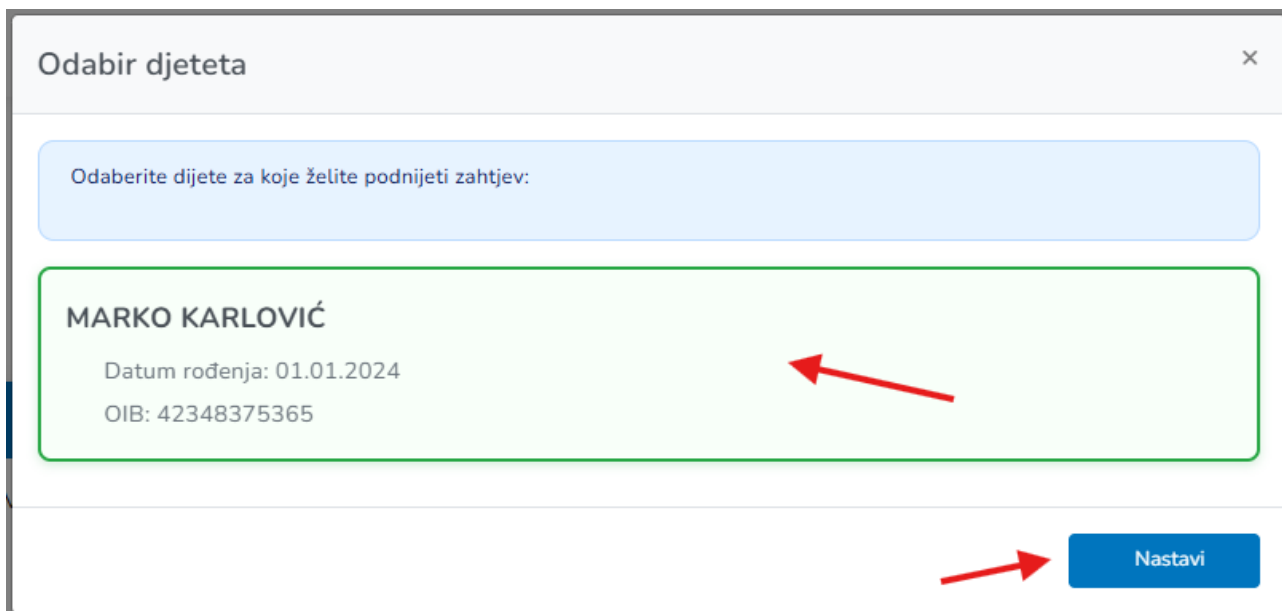 Odabir djeteta
×
Odaberite dijete za koje želite podnijeti zahtjev:
MARKO KARLOVIĆ
Datum rođenja: 01.01.2024
OIB: 42348375365
Nastavi